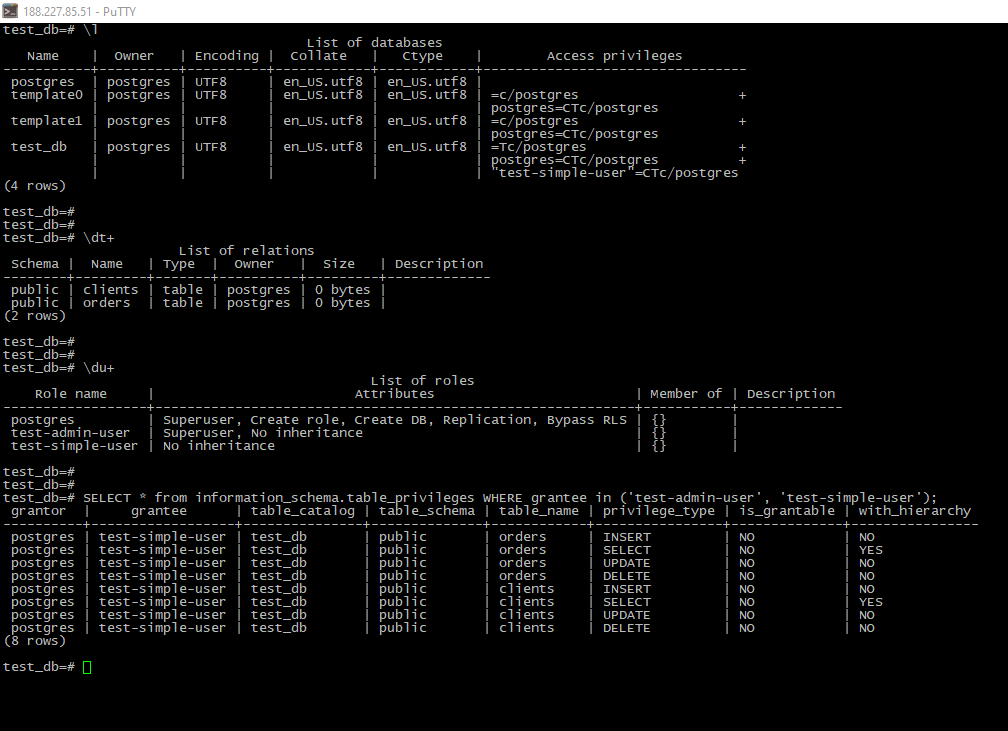 188.227.85.51 - PuTTY
test_db=# \l
                                      List of databases
   Name    |  Owner   | Encoding |  Collate   |   Ctype    |        Access privileges
-----------+----------+----------+------------+------------+---------------------------------
 postgres  | postgres | UTF8     | en_US.utf8 | en_US.utf8 |
 template0 | postgres | UTF8     | en_US.utf8 | en_US.utf8 | =c/postgres                    +
           |          |          |            |            | postgres=CTc/postgres
 template1 | postgres | UTF8     | en_US.utf8 | en_US.utf8 | =c/postgres                    +
           |          |          |            |            | postgres=CTc/postgres
 test_db   | postgres | UTF8     | en_US.utf8 | en_US.utf8 | =Tc/postgres                   +
           |          |          |            |            | postgres=CTc/postgres          +
           |          |          |            |            | "test-simple-user"=CTc/postgres
(4 rows)

test_db=#
test_db=#
test_db=# \dt+
                      List of relations
 Schema |  Name   | Type  |  Owner   |  Size   | Description
--------+---------+-------+----------+---------+-------------
 public | clients | table | postgres | 0 bytes |
 public | orders  | table | postgres | 0 bytes |
(2 rows)

test_db=#
test_db=#
test_db=# \du+
                                              List of roles
    Role name     |                         Attributes                         | Member of | Description
------------------+------------------------------------------------------------+-----------+-------------
 postgres         | Superuser, Create role, Create DB, Replication, Bypass RLS | {}        |
 test-admin-user  | Superuser, No inheritance                                  | {}        |
 test-simple-user | No inheritance                                             | {}        |

test_db=#
test_db=#
test_db=# SELECT * from information_schema.table_privileges WHERE grantee in ('test-admin-user', 'test-simple-user');
 grantor  |     grantee      | table_catalog | table_schema | table_name | privilege_type | is_grantable | with_hierarchy
----------+------------------+---------------+--------------+------------+----------------+--------------+----------------
 postgres | test-simple-user | test_db       | public       | orders     | INSERT         | NO           | NO
 postgres | test-simple-user | test_db       | public       | orders     | SELECT         | NO           | YES
 postgres | test-simple-user | test_db       | public       | orders     | UPDATE         | NO           | NO
 postgres | test-simple-user | test_db       | public       | orders     | DELETE         | NO           | NO
 postgres | test-simple-user | test_db       | public       | clients    | INSERT         | NO           | NO
 postgres | test-simple-user | test_db       | public       | clients    | SELECT         | NO           | YES
 postgres | test-simple-user | test_db       | public       | clients    | UPDATE         | NO           | NO
 postgres | test-simple-user | test_db       | public       | clients    | DELETE         | NO           | NO
(8 rows)

test_db=#